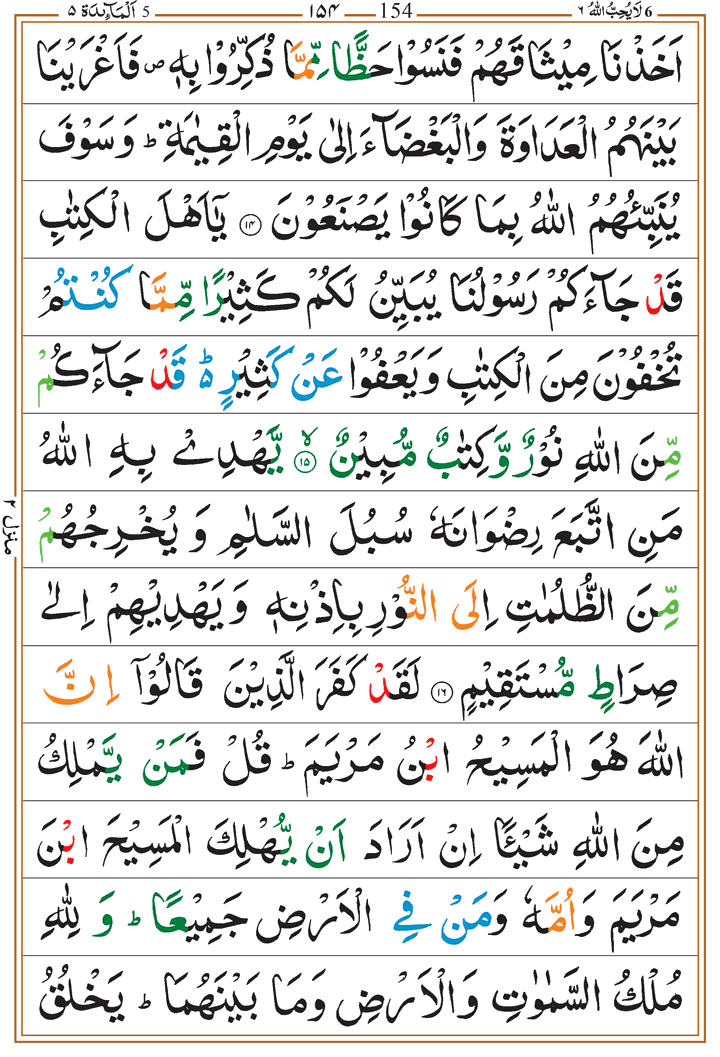 6 لَا يُحِبُّ اللّٰهُ ٦ 154 ١٥٤ 5 اَلْمَآئِدَة ٥
اَخَذْنَا مِيْثَاقَهُمْ فَنَسُوْا حَظًّا مِّمَّا ذُكِّرُوْا بِهٖ ۪ فَاَغْرَيْنَا
بَيْنَهُمُ الْعَدَاوَةَ وَالْبَغْضَآءَ اِلٰى يَوْمِ الْقِيٰمَةِ ؕ وَسَوْفَ
يُنَبِّئُهُمُ اللّٰهُ بِمَا كَانُوْا يَصْنَعُوْنَ ۝١٤ يٰۤاَهْلَ الْكِتٰبِ
قَدْ جَآءَكُمْ رَسُوْلُنَا يُبَيِّنُ لَكُمْ كَثِيْرًا مِّمَّا كُنْتُمْ
تُخْفُوْنَ مِنَ الْكِتٰبِ وَيَعْفُوْا عَنْ كَثِيْرٍ ؕ۬ قَدْ جَآءَكُمْ
مِّنَ اللّٰهِ نُوْرٌ وَّكِتٰبٌ مُّبِيْنٌ ۝١٥ۙ يَّهْدِيْ بِهِ اللّٰهُ
مَنِ اتَّبَعَ رِضْوَانَهٗ سُبُلَ السَّلٰمِ وَيُخْرِجُهُمْ
مِّنَ الظُّلُمٰتِ اِلَى النُّوْرِ بِاِذْنِهٖ وَيَهْدِيْهِمْ اِلٰى
صِرَاطٍ مُّسْتَقِيْمٍ ۝١٦ لَقَدْ كَفَرَ الَّذِيْنَ قَالُوْۤا اِنَّ
اللّٰهَ هُوَ الْمَسِيْحُ ابْنُ مَرْيَمَ ؕ قُلْ فَمَنْ يَّمْلِكُ
مِنَ اللّٰهِ شَيْـًٔا اِنْ اَرَادَ اَنْ يُّهْلِكَ الْمَسِيْحَ ابْنَ
مَرْيَمَ وَاُمَّهٗ وَمَنْ فِي الْاَرْضِ جَمِيْعًا ؕ وَلِلّٰهِ
مُلْكُ السَّمٰوٰتِ وَالْاَرْضِ وَمَا بَيْنَهُمَا ؕ يَخْلُقُ
منزل ٢